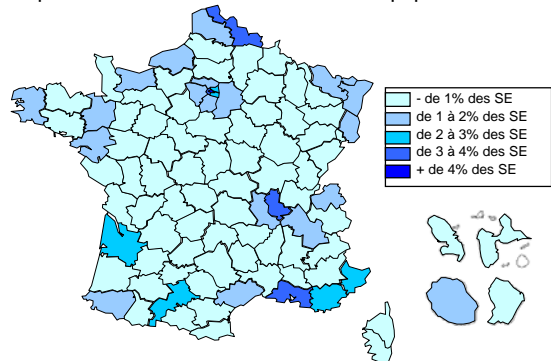 - de 1% des SE
de 1 à 2% des SE
de 2 à 3% des SE
de 3 à 4% des SE
+ de 4% des SE